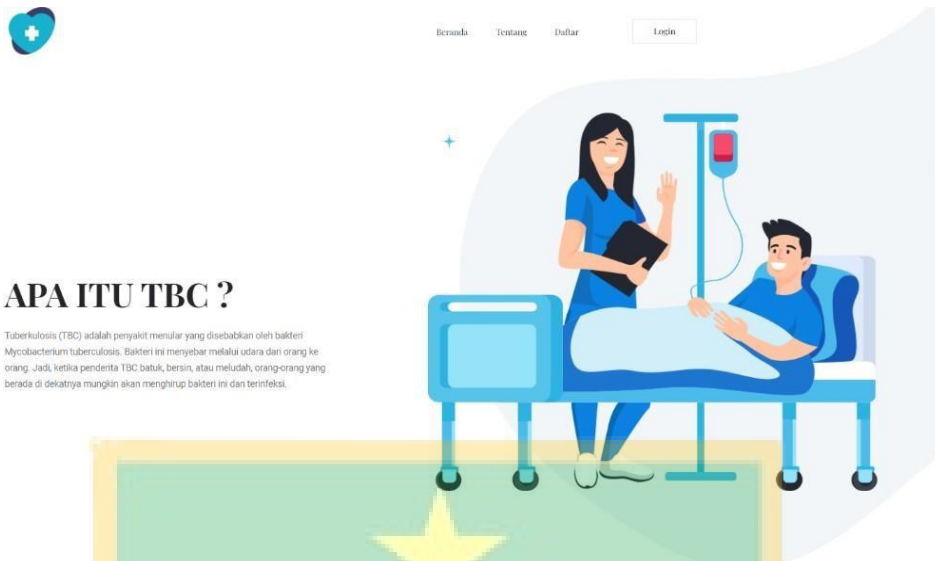 Beranda Tentang Daftar Login
APA ITU TBC ?
Tuberkulosis (TBC) adalah penyakit menular yang disebabkan oleh bakteri
Mycobacterium tuberculosis. Bakteri ini menyebar melalui udara dari orang ke
orang. Jadi, ketika penderita TBC batuk, bersin, atau meludah, orang-orang yang
berada di dekatnya mungkin akan menghirup bakteri ini dan terinfeksi.